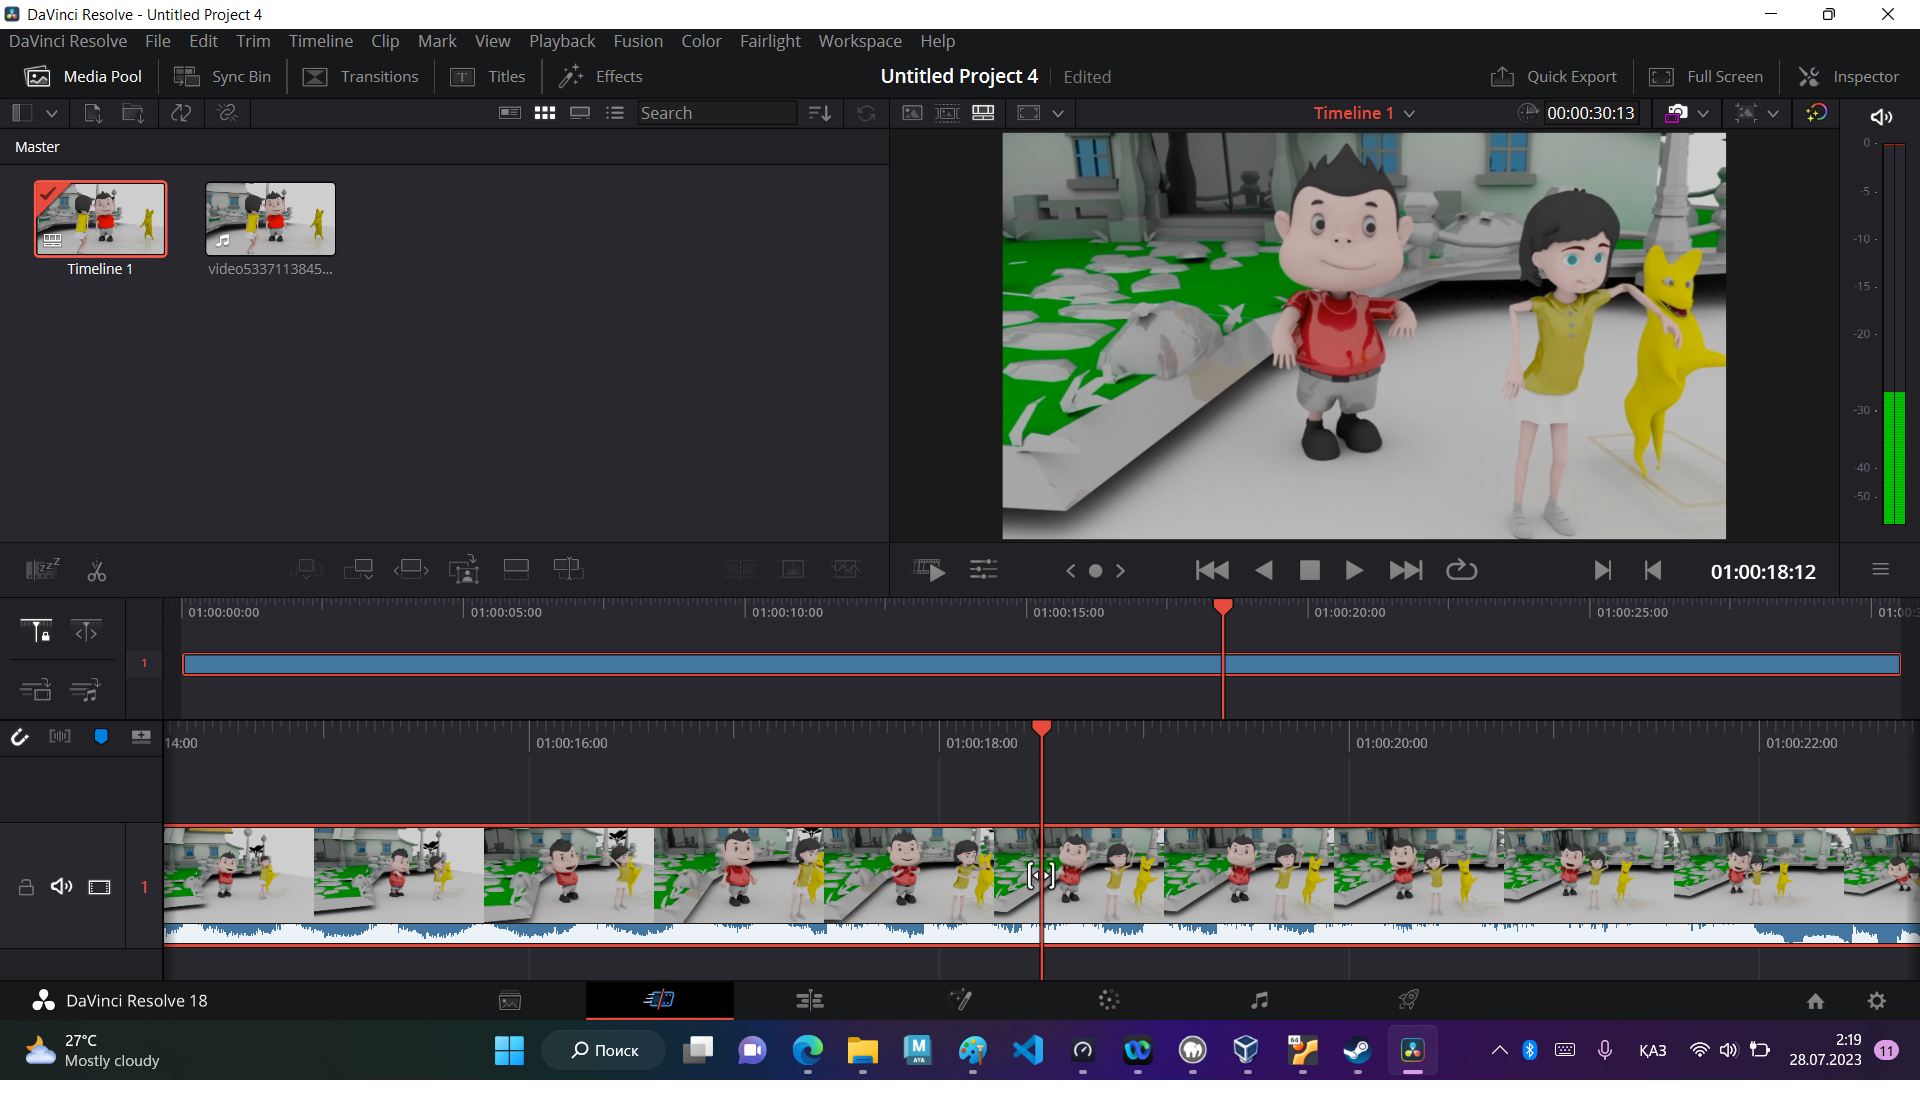 DaVinci Resolve - Untitled Project 4
DaVinci Resolve File Edit Trim Timeline Clip Mark View Playback Fusion Color Fairlight Workspace Help
Media Pool Sync Bin Transitions T Titles Effects Untitled Project 4 Edited Quick Export Full Screen Inspector
Search Timeline 1 00:00:30:13
Master
Timeline 1 video5337113845...
0
-5
-10
-15
-20
-30
-40
-50
zzZ 01:00:18:12
01:00:00:00 01:00:05:00 01:00:10:00 01:00:15:00 01:00:20:00 01:00:25:00 01:00:3
1
14:00 01:00:16:00 01:00:18:00 01:00:20:00 01:00:22:00
1
DaVinci Resolve 18
27°C
Mostly cloudy
Поиск
M
ATA
64
ҚАЗ
2:19
28.07.2023
11